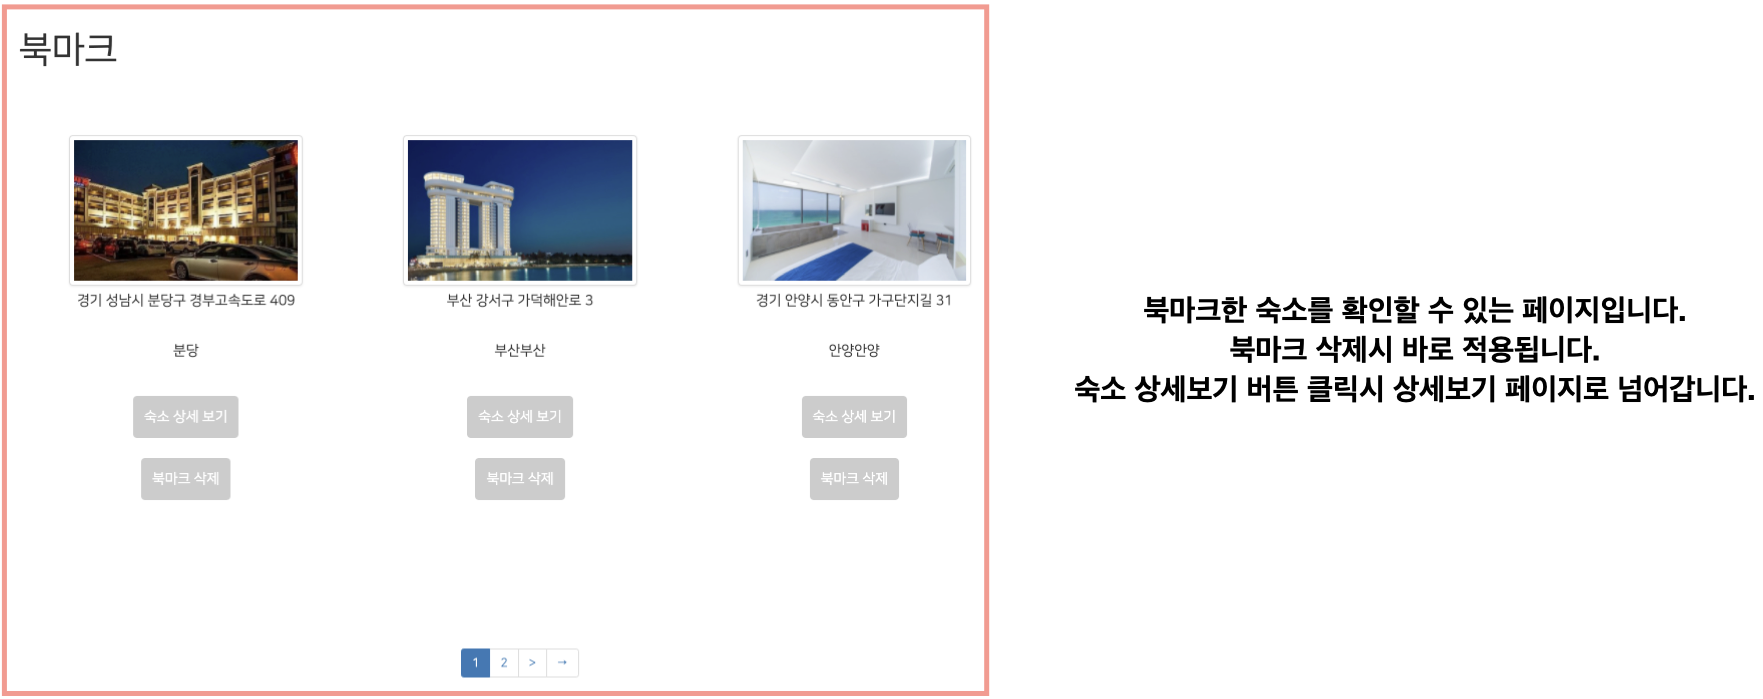 북마크
경기 성남시 분당구 경부고속도로 409
분당
숙소 상세 보기
북마크 삭제
부산 강서구 가덕해안로 3
부산부산
숙소 상세 보기
북마크 삭제
경기 안양시 동안구 가구단지길 31
안양안양
숙소 상세 보기
북마크 삭제
1 2 > →
북마크한 숙소를 확인할 수 있는 페이지입니다.
북마크 삭제시 바로 적용됩니다.
숙소 상세보기 버튼 클릭시 상세보기 페이지로 넘어갑니다.